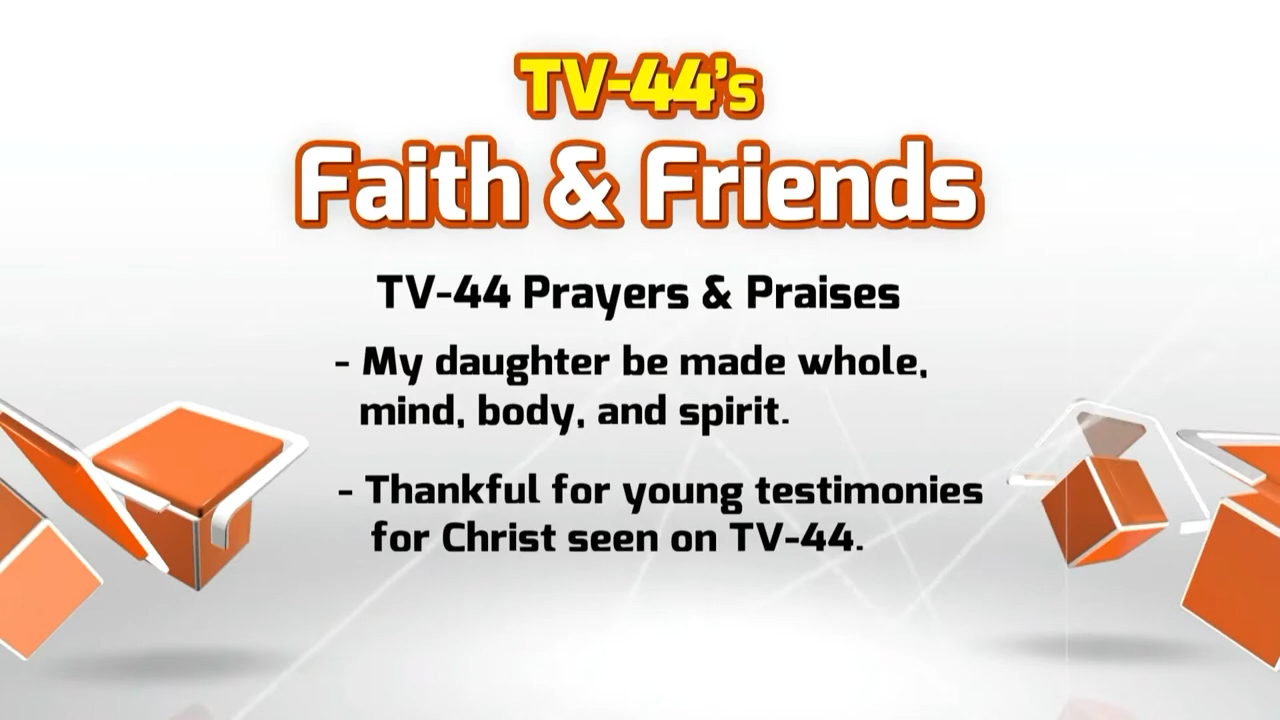 TV-44's
Faith & Friends
TV-44 Prayers & Praises
- My daughter be made whole,
mind, body, and spirit.
- Thankful for young testimonies
for Christ seen on TV-44.